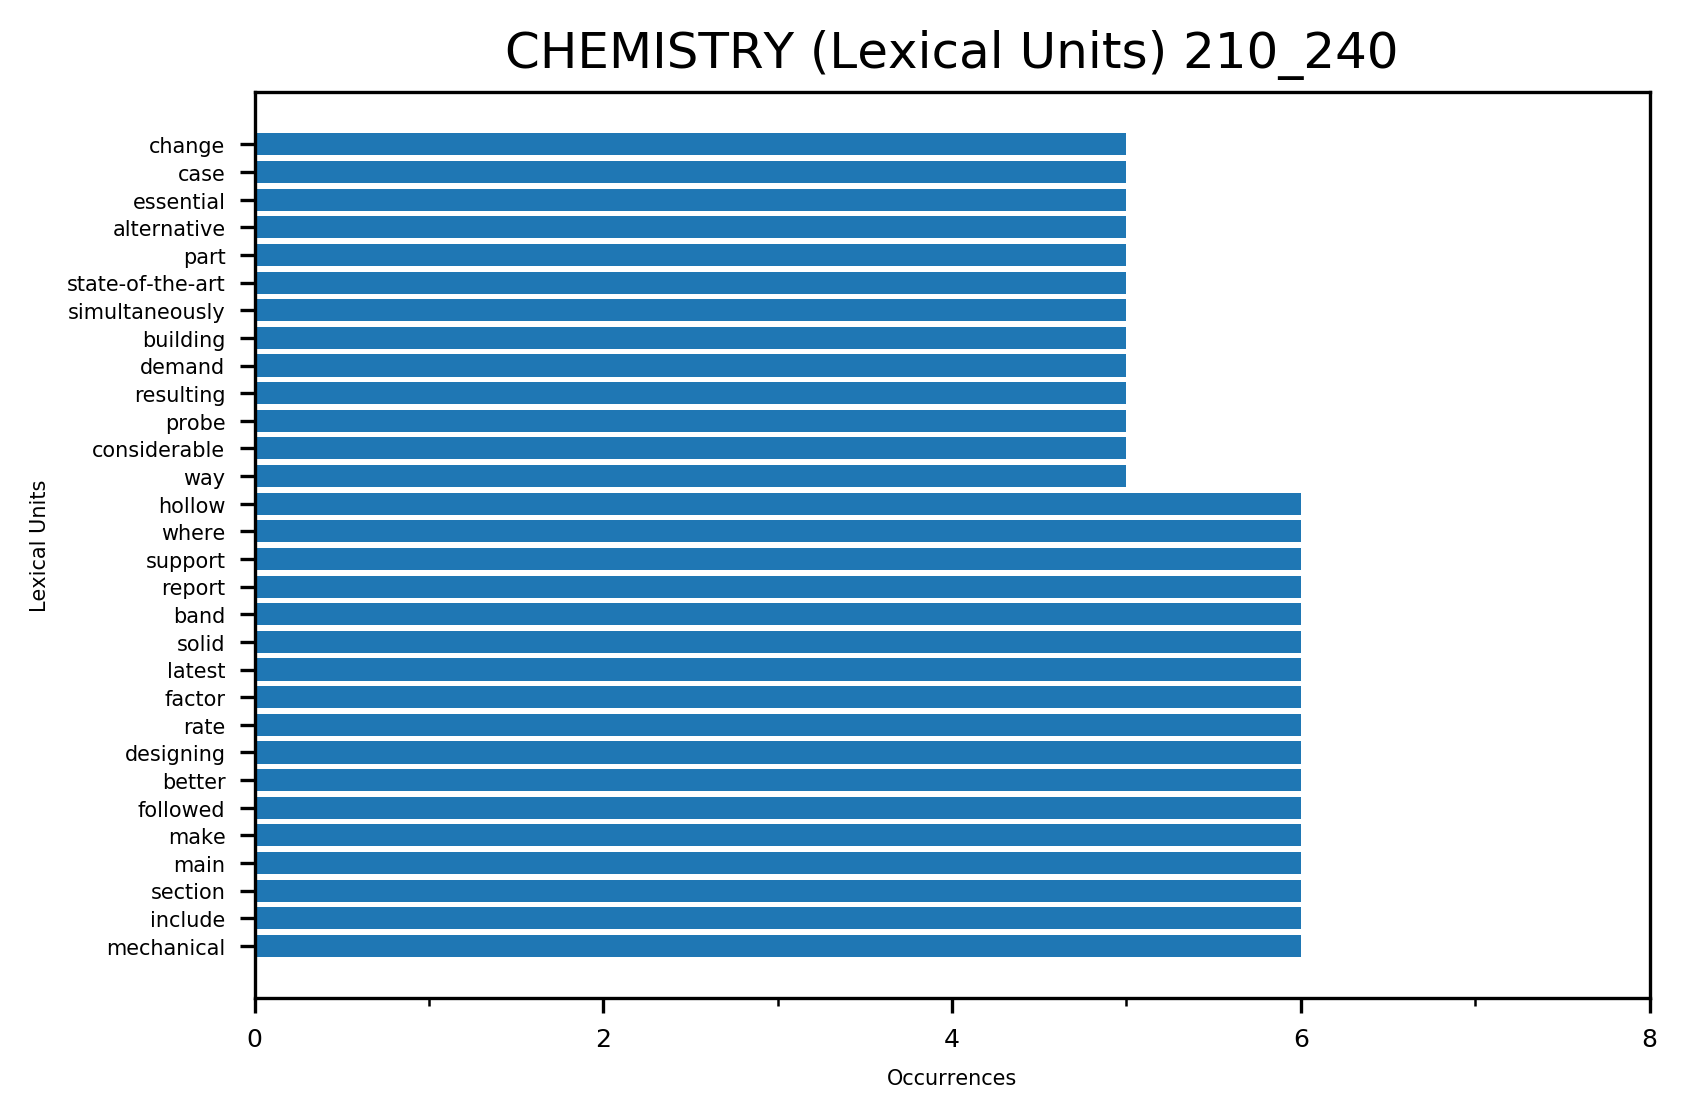 CHEMISTRY (Lexical Units) 210_240
change
case
essential
alternative
part
state-of-the-art
simultaneously
building
demand
resulting
probe
considerable
way
hollow
where
support
report
band
solid
latest
factor
rate
designing
better
followed
make
main
section
include
mechanical
Lexical Units
0 2 4 6 8
Occurrences